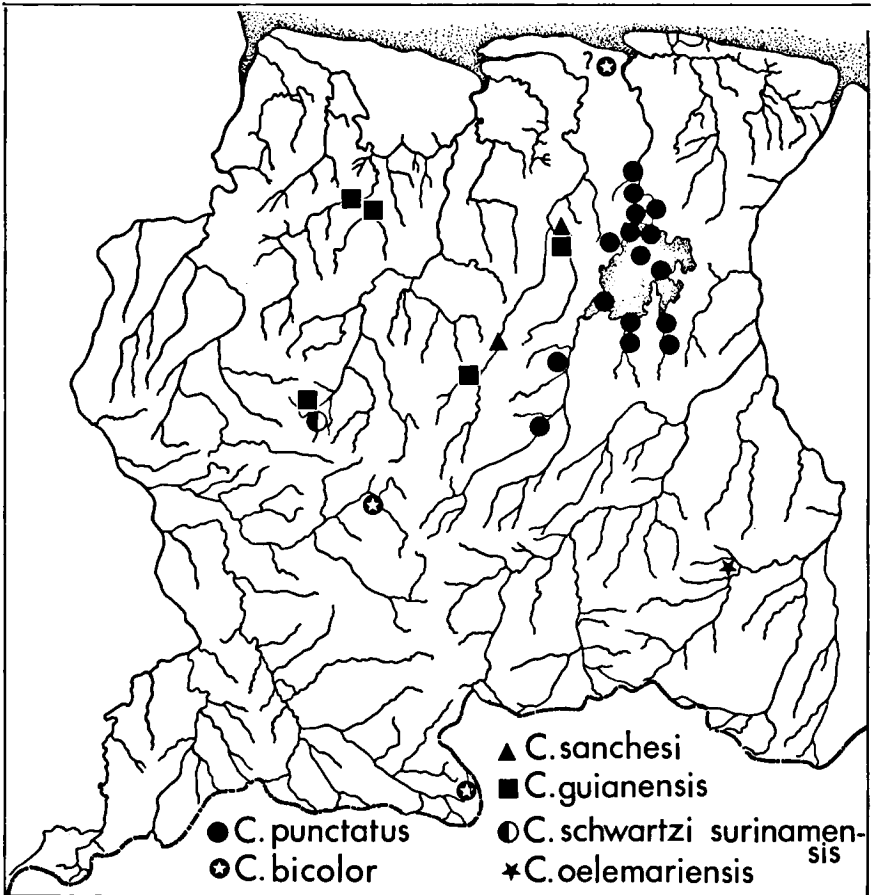 ?
C. sanchesi
C. guianensis
C. punctatus
C. schwartzi surinamen-
sis
C. bicolor
C. oelemariensis